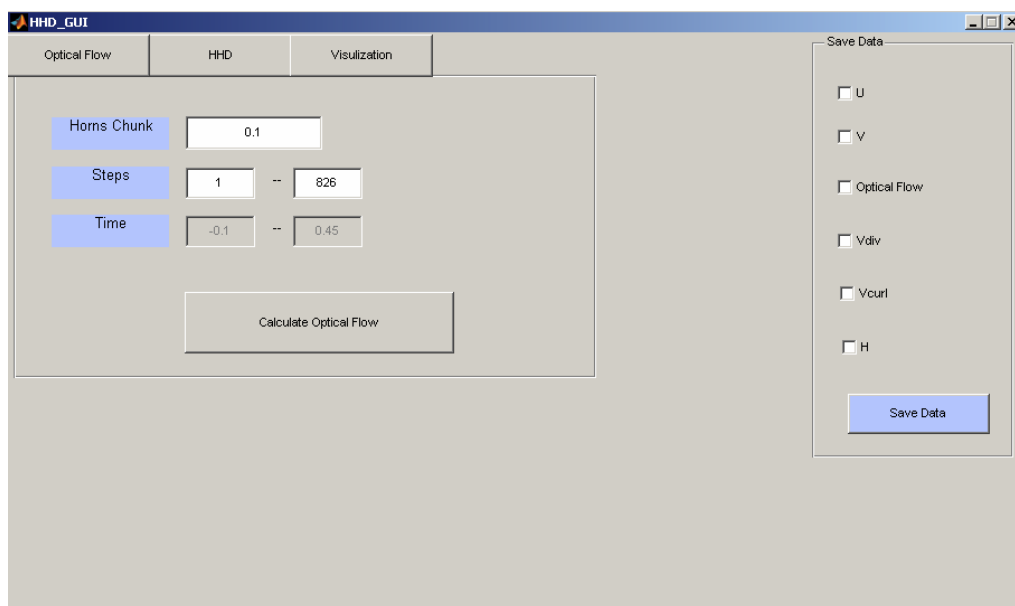 HHD_GUI
Optical Flow HHD Visulization
Horns Chunk 0.1
Steps 1 -- 826
Time -0.1 -- 0.45
Calculate Optical Flow
Save Data
U
V
Optical Flow
Vdiv
Vcurl
H
Save Data